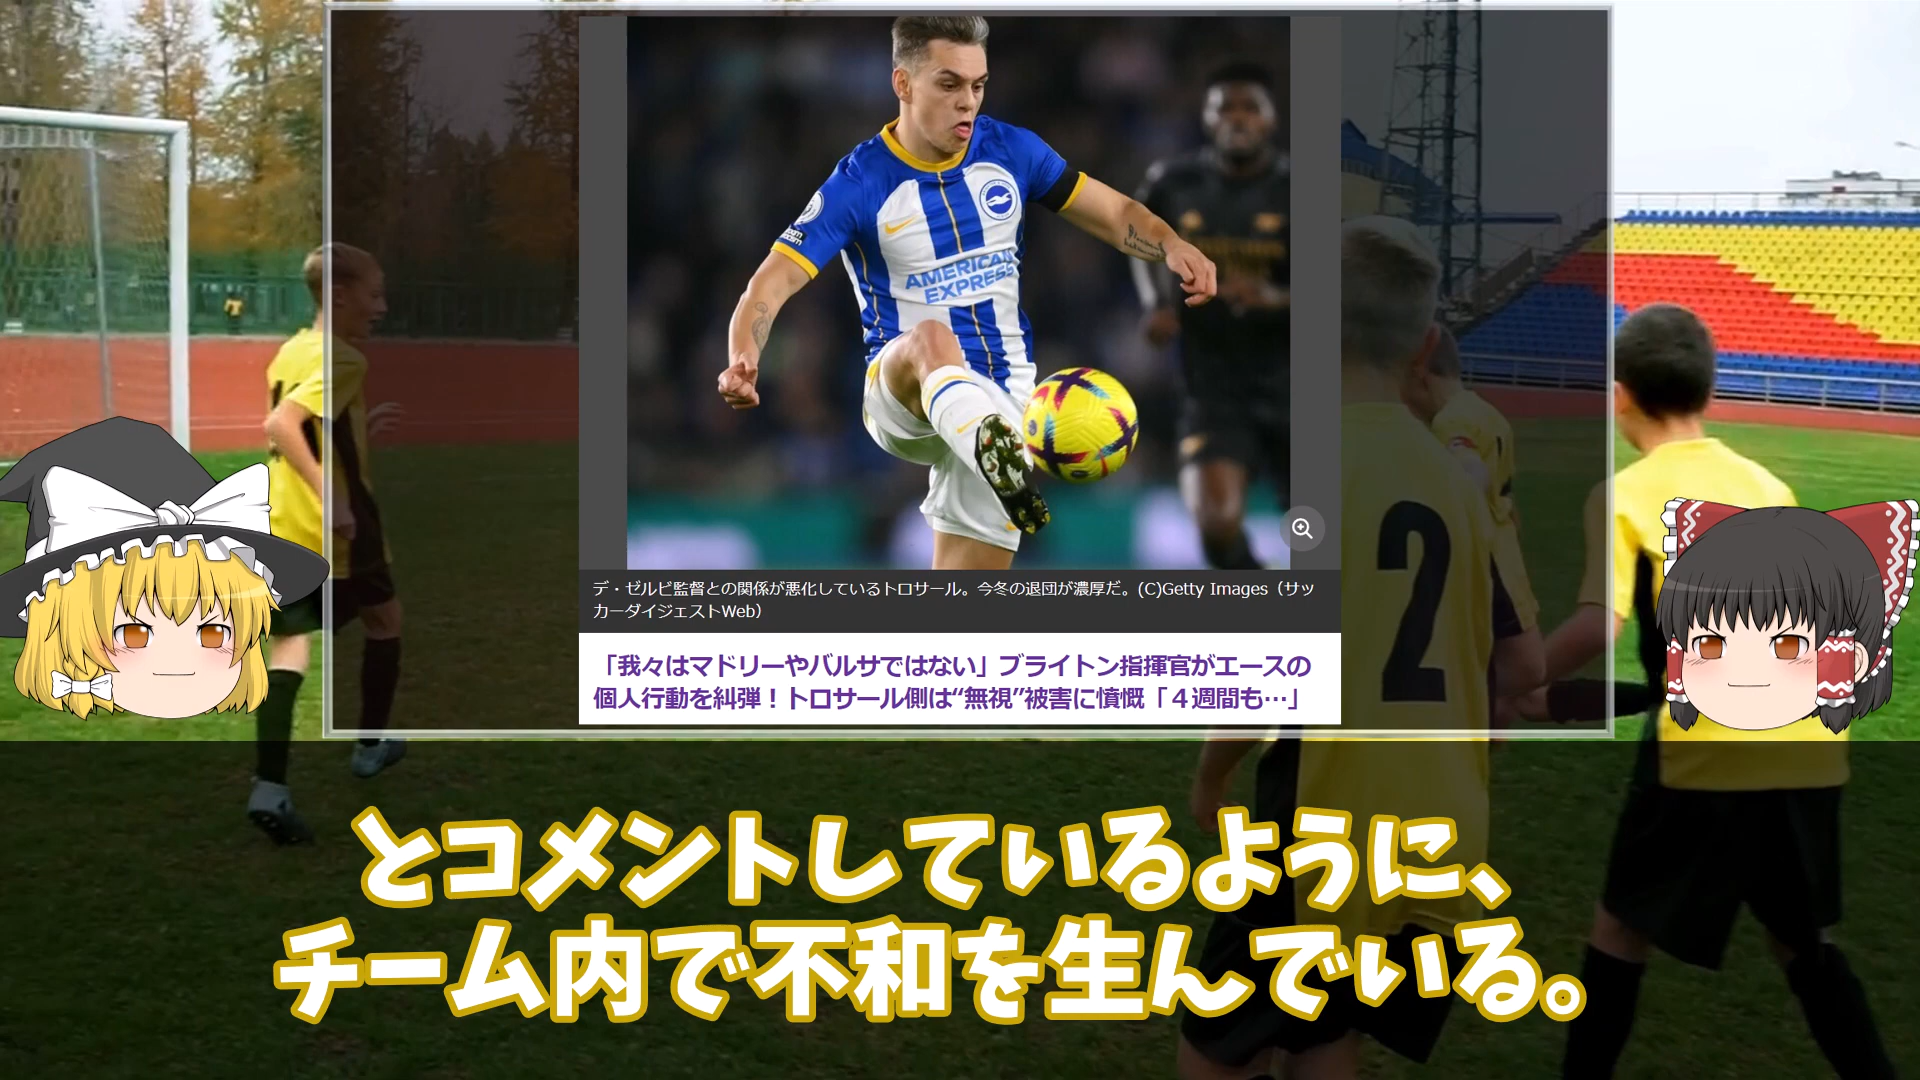 AMERICAN
EXPRESS
デ・ゼルビ監督との関係が悪化しているトロサール。今冬の退団が濃厚だ。(C)Getty Images（サッ
カーダイジェストWeb）
「我々はマドリーやバルサではない」ブライトン指揮官がエースの
個人行動を糾弾！トロサール側は“無視”被害に憤慨「４週間も…」
2
とコメントしているように、
チーム内で不和を生んでいる。